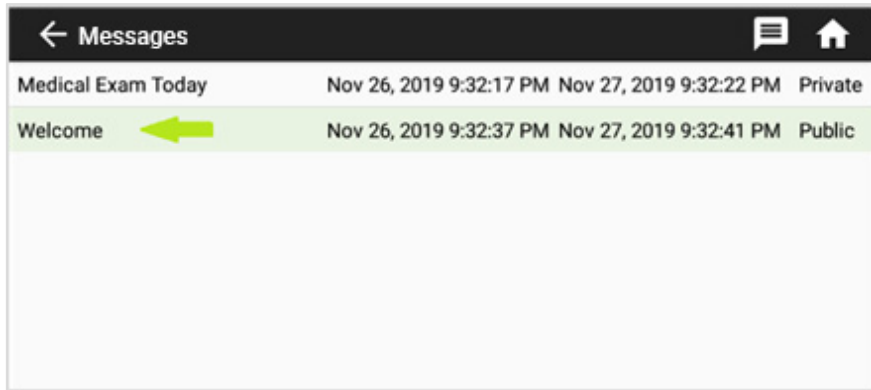 Messages
Medical Exam Today Nov 26, 2019 9:32:17 PM Nov 27, 2019 9:32:22 PM Private
Welcome Nov 26, 2019 9:32:37 PM Nov 27, 2019 9:32:41 PM Public